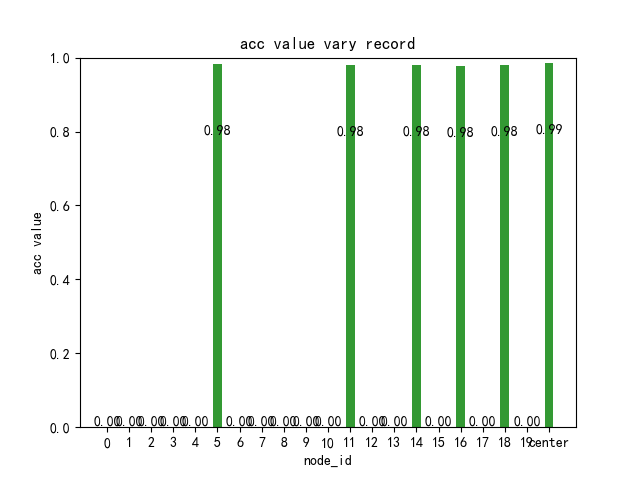 acc value vary record
1.0
0.8
0.6
0.4
0.2
0.0
acc value
0.98 0.98 0.98 0.98 0.98 0.99
0.00 0.00 0.00 0.00 0.00 0.00 0.00 0.00 0.00 0.00 0.00 0.00 0.00 0.00 0.00
0 1 2 3 4 5 6 7 8 9 10 11 12 13 14 15 16 17 18 19 center
node_id